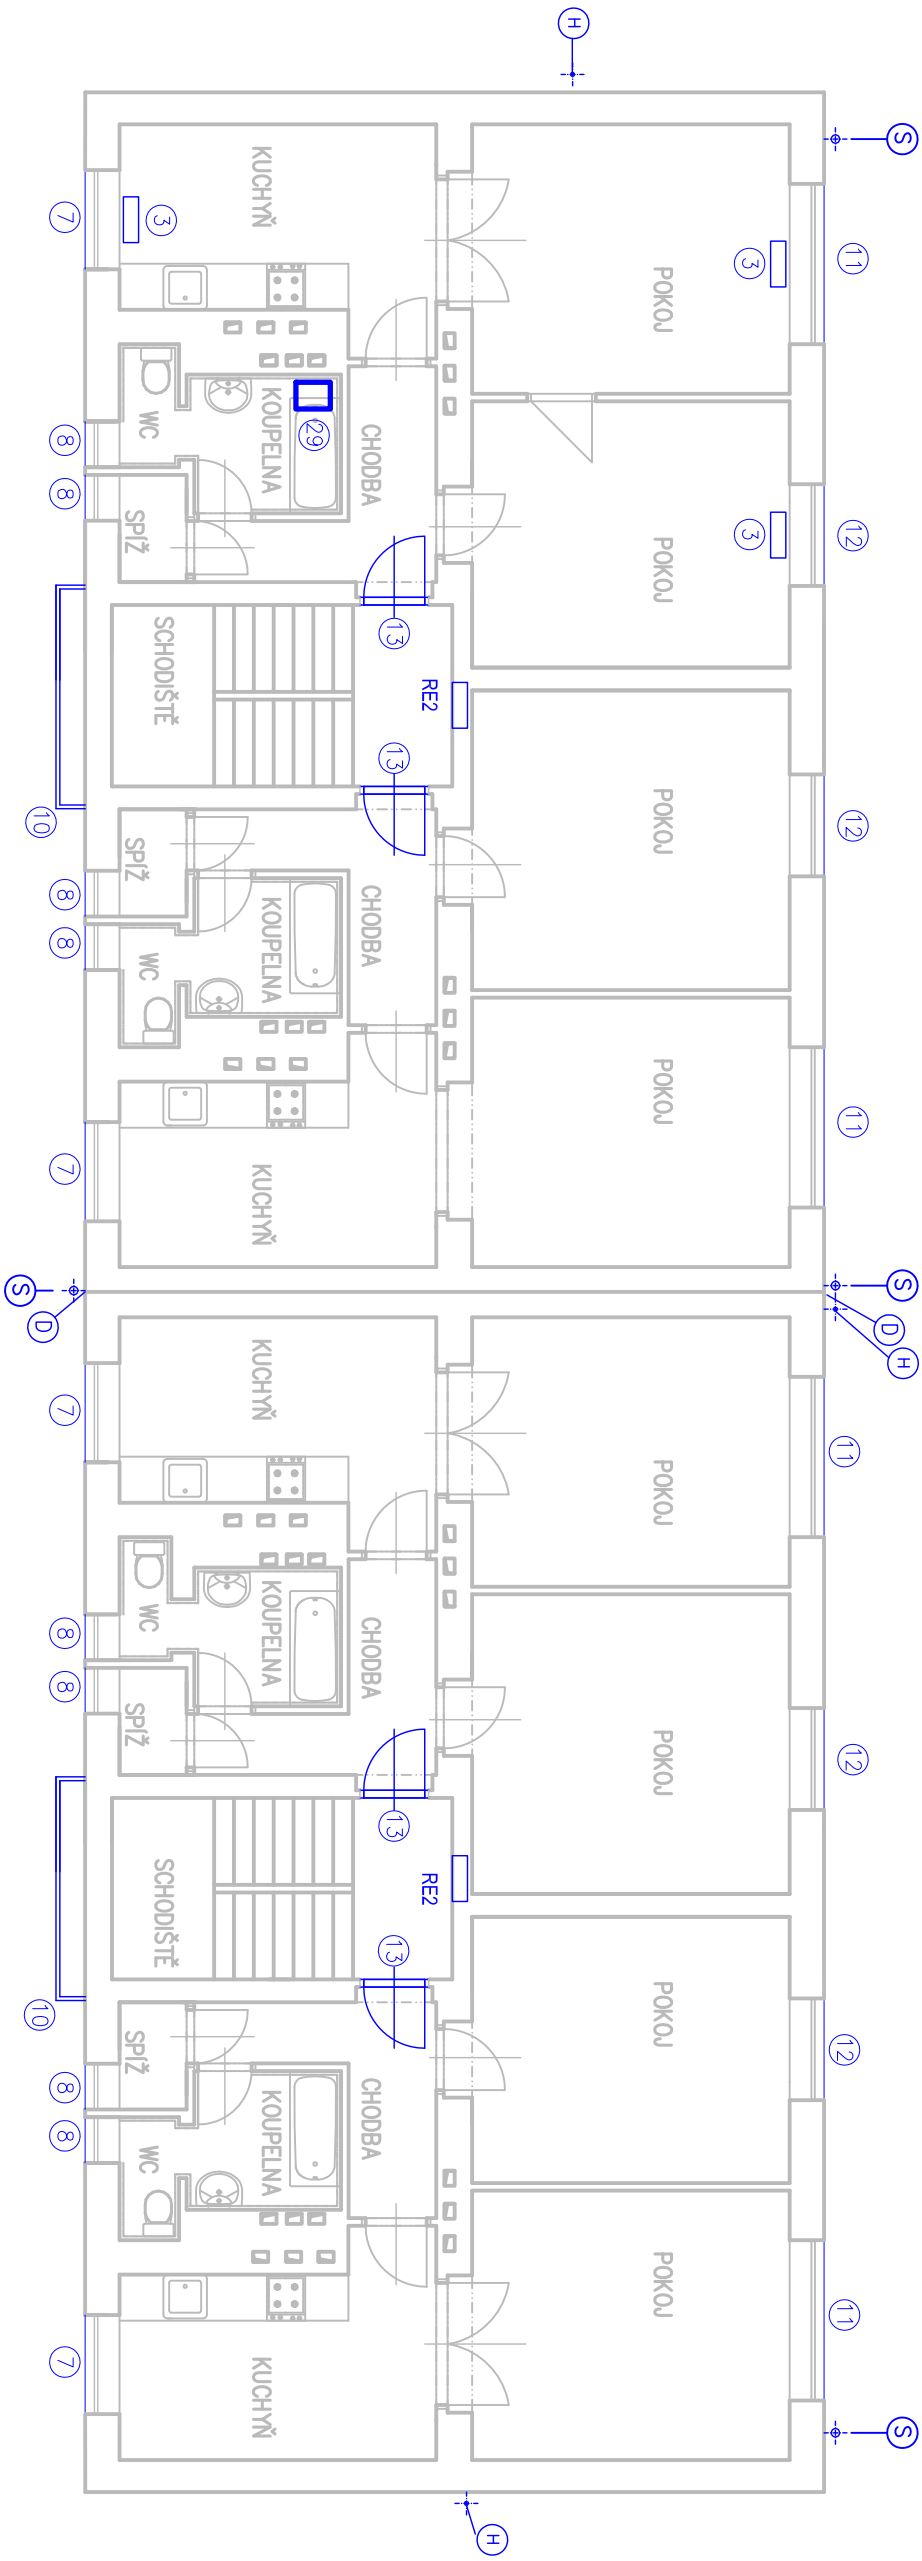 S
S
D
H
S
11
12
12
11
11
12
12
11
3
3
POKOJ
POKOJ
POKOJ
POKOJ
POKOJ
POKOJ
POKOJ
POKOJ
H
H
RE2
RE2
13
13
13
13
CHODBA
CHODBA
CHODBA
CHODBA
29
KUCHYŇ
KOUPELNA
KOUPELNA
KUCHYŇ
KUCHYŇ
KOUPELNA
KOUPELNA
KUCHYŇ
3
WC
SPÍŽ
SCHODIŠTĚ
SPÍŽ
WC
WC
SPÍŽ
SCHODIŠTĚ
SPÍŽ
WC
7
8
8
10
8
8
7
7
8
8
10
8
8
7
S
D